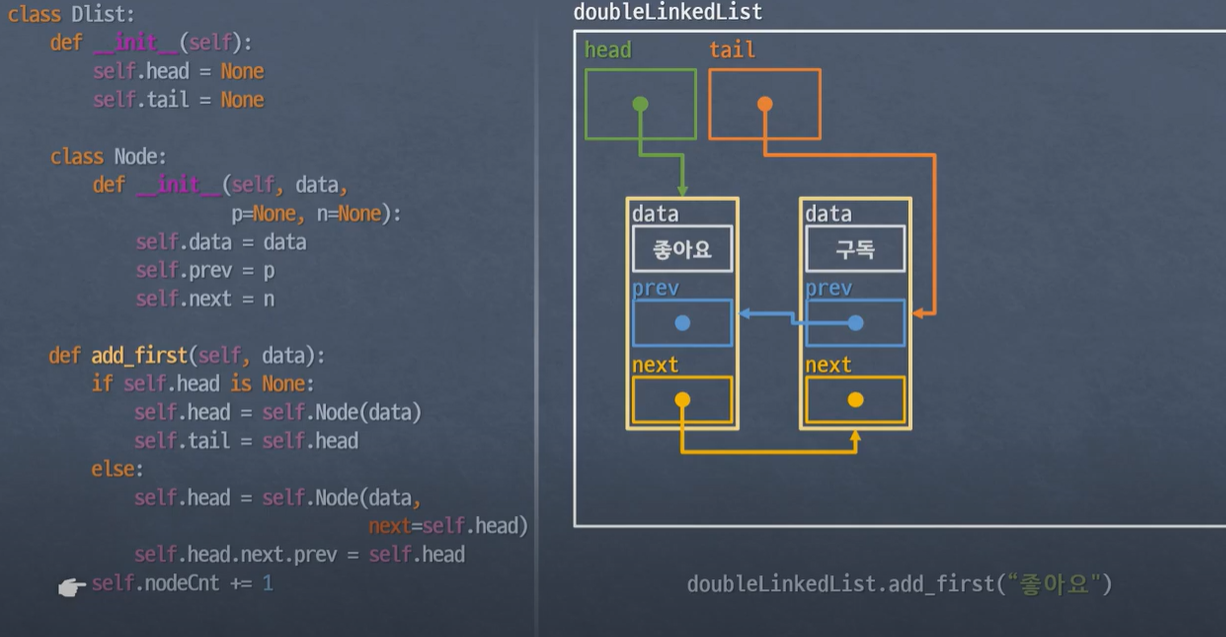 class Dlist:
    def __init__(self):
        self.head = None
        self.tail = None
    class Node:
        def __init__(self, data,
                     p=None, n=None):
            self.data = data
            self.prev = p
            self.next = n
    def add_first(self, data):
        if self.head is None:
            self.head = self.Node(data)
            self.tail = self.head
        else:
            self.head = self.Node(data,
                                  next=self.head)
            self.head.next.prev = self.head
        self.nodeCnt += 1
doubleLinkedList
head tail
data data
좋아요 구독
prev prev
next next
doubleLinkedList.add_first(“좋아요")